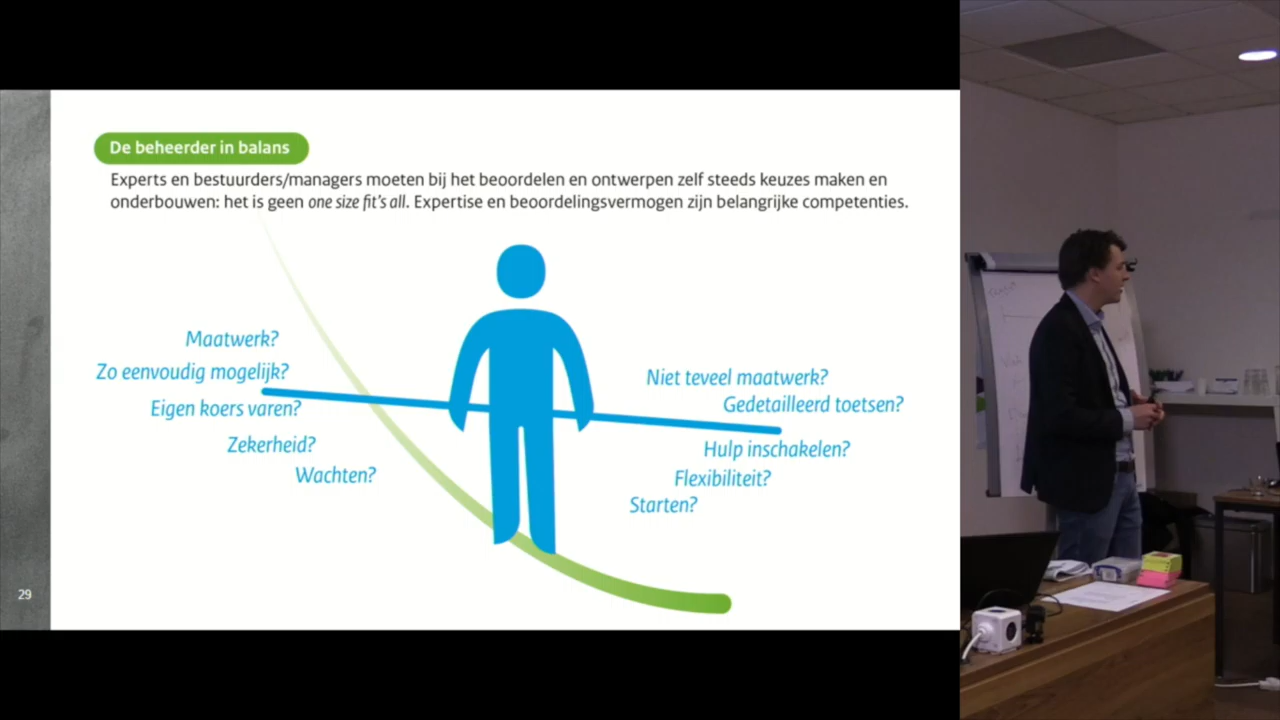 De beheerder in balans
Experts en bestuurders/managers moeten bij het beoordelen en ontwerpen zelf steeds keuzes maken en
onderbouwen: het is geen one size fit's all. Expertise en beoordelingsvermogen zijn belangrijke competenties.
Maatwerk?
Zo eenvoudig mogelijk?
Eigen koers varen?
Zekerheid?
Wachten?
Niet teveel maatwerk?
Gedetailleerd toetsen?
Hulp inschakelen?
Flexibiliteit?
Starten?
29